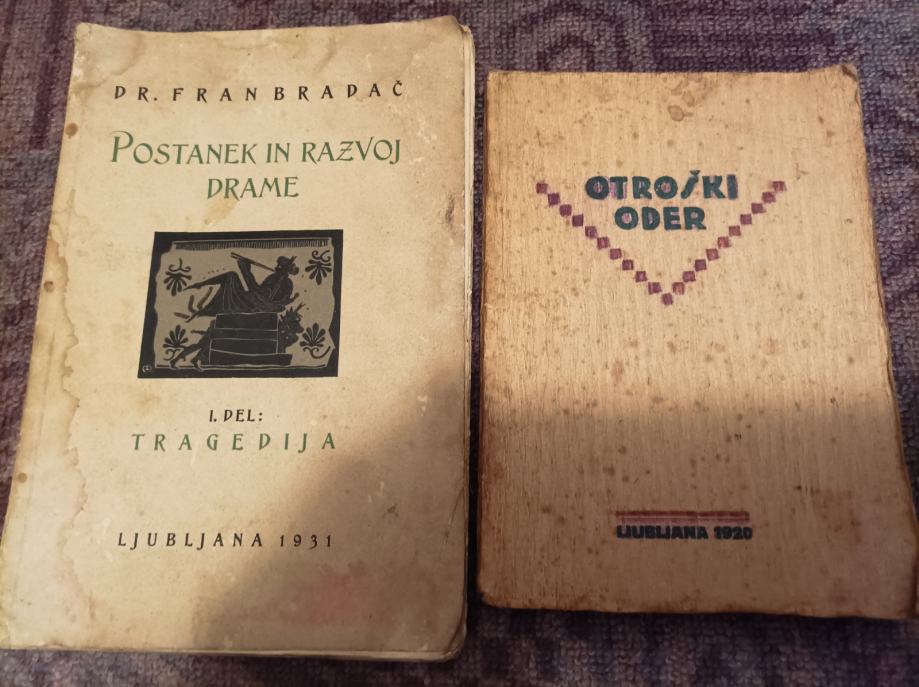 DR. FRAN BRADAČ
POSTANEK IN RAZVOJ
DRAME
I. DEL:
TRAGEDIJA
LJUBLJANA 1931
OTROŠKI
ODER
LJUBLJANA 1920